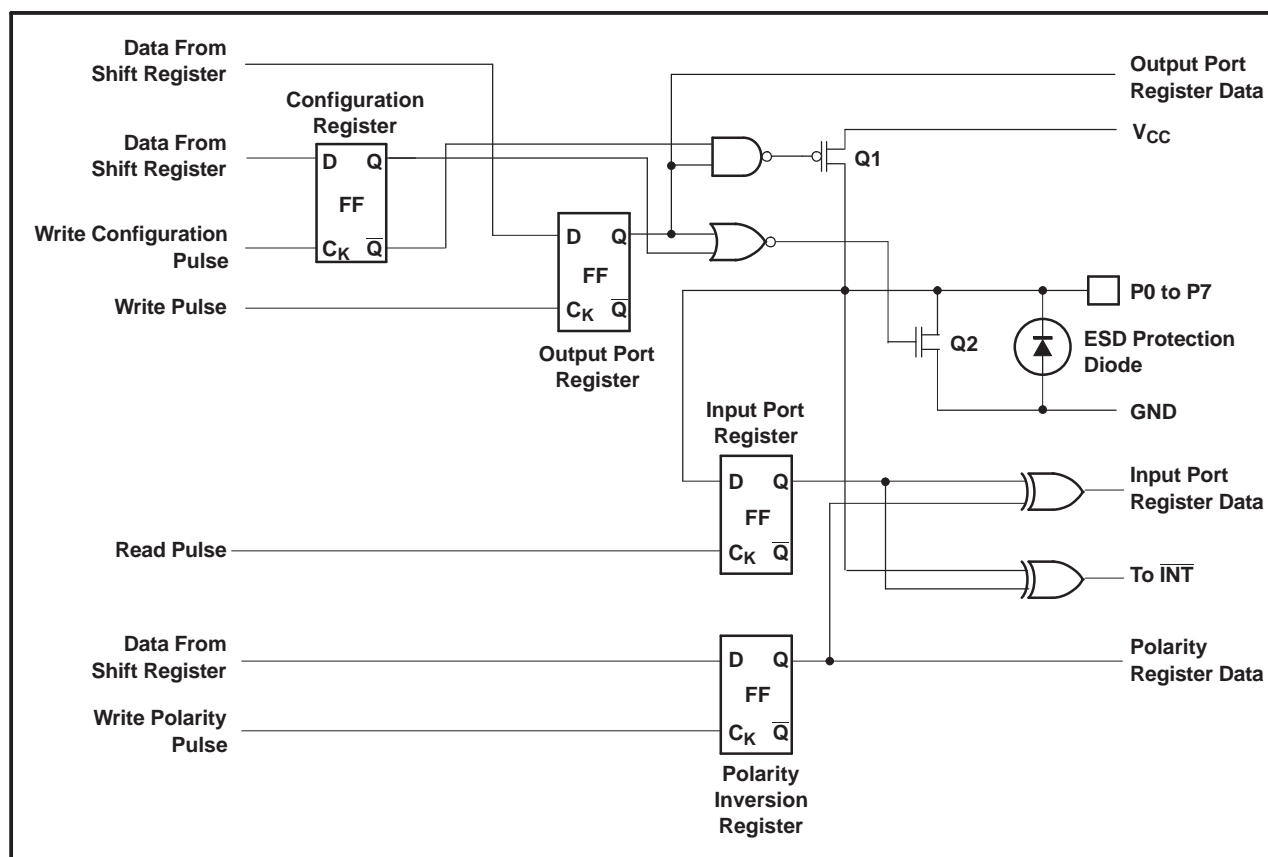 Data From
Shift Register
Output Port
Register Data
Configuration
Register
VCC
Data From
Shift Register
D Q
FF
CK Q̅
Q1
Write Configuration
Pulse
D Q
FF
CK Q̅
Write Pulse
P0 to P7
Output Port
Register
Q2
ESD Protection
Diode
GND
Input Port
Register
D Q
FF
CK Q̅
Input Port
Register Data
Read Pulse
To I̅N̅T̅
Data From
Shift Register
D Q
FF
CK Q̅
Polarity
Register Data
Write Polarity
Pulse
Polarity
Inversion
Register